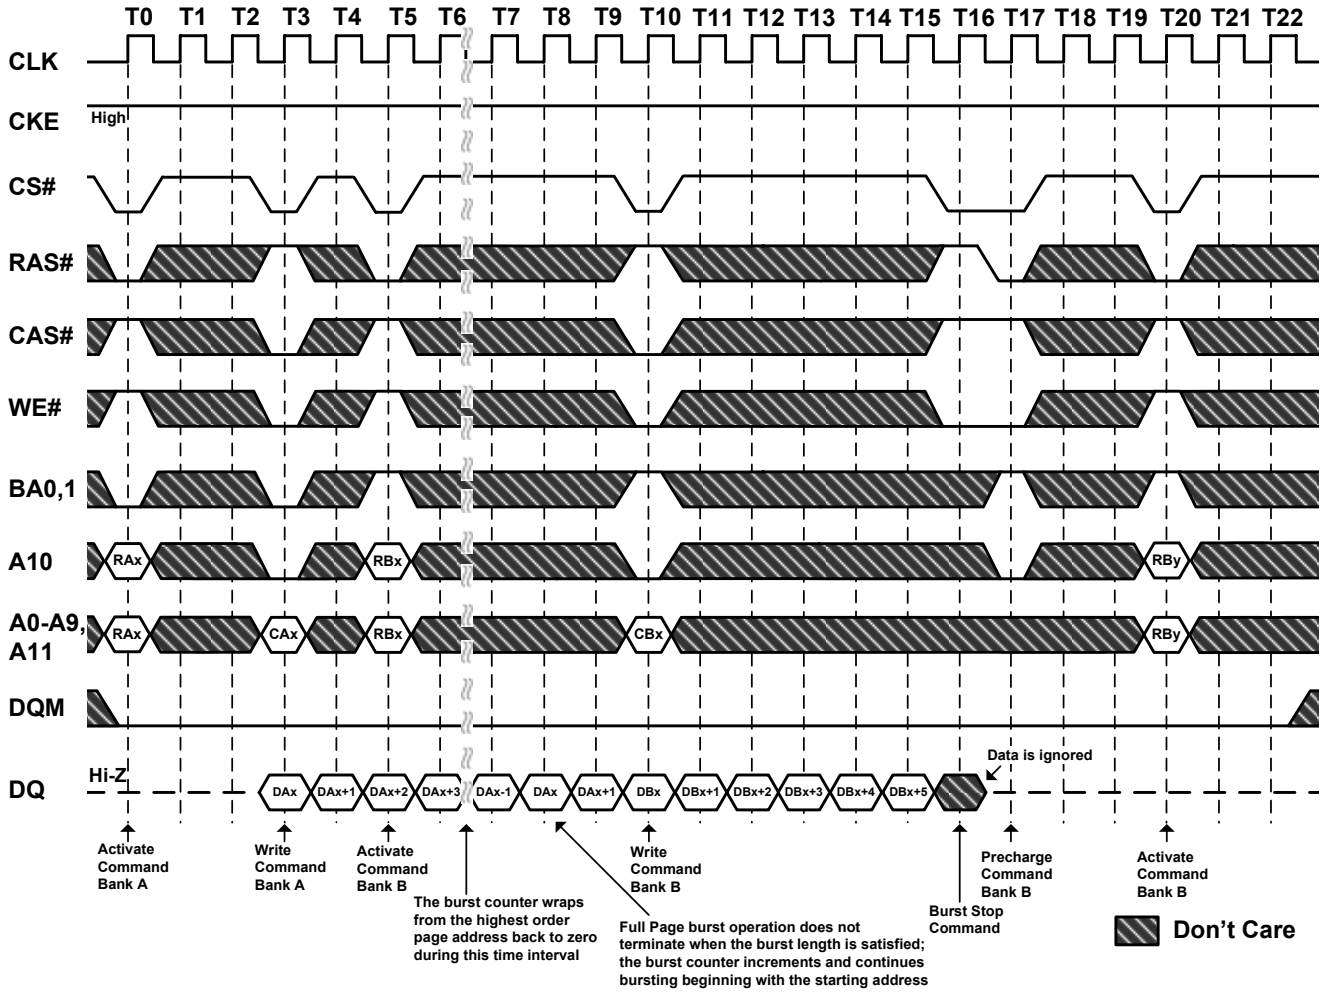 T0 T1 T2 T3 T4 T5 T6 T7 T8 T9 T10 T11 T12 T13 T14 T15 T16 T17 T18 T19 T20 T21 T22
CLK
CKE High
CS#
RAS#
CAS#
WE#
BA0,1
A10 RAx RBx RBy
A0-A9,
A11 RAx CAx RBx CBx RBy
DQM
Data is ignored
DQ Hi-Z DAx DAx+1 DAx+2 DAx+3 DAx-1 DAx DAx+1 DBx DBx+1 DBx+2 DBx+3 DBx+4 DBx+5
Activate
Command
Bank A
Write
Command
Bank A
Activate
Command
Bank B
The burst counter wraps
from the highest order
page address back to zero
during this time interval
Write
Command
Bank B
Full Page burst operation does not
terminate when the burst length is satisfied;
the burst counter increments and continues
bursting beginning with the starting address
Burst Stop
Command
Precharge
Command
Bank B
Activate
Command
Bank B
Don't Care